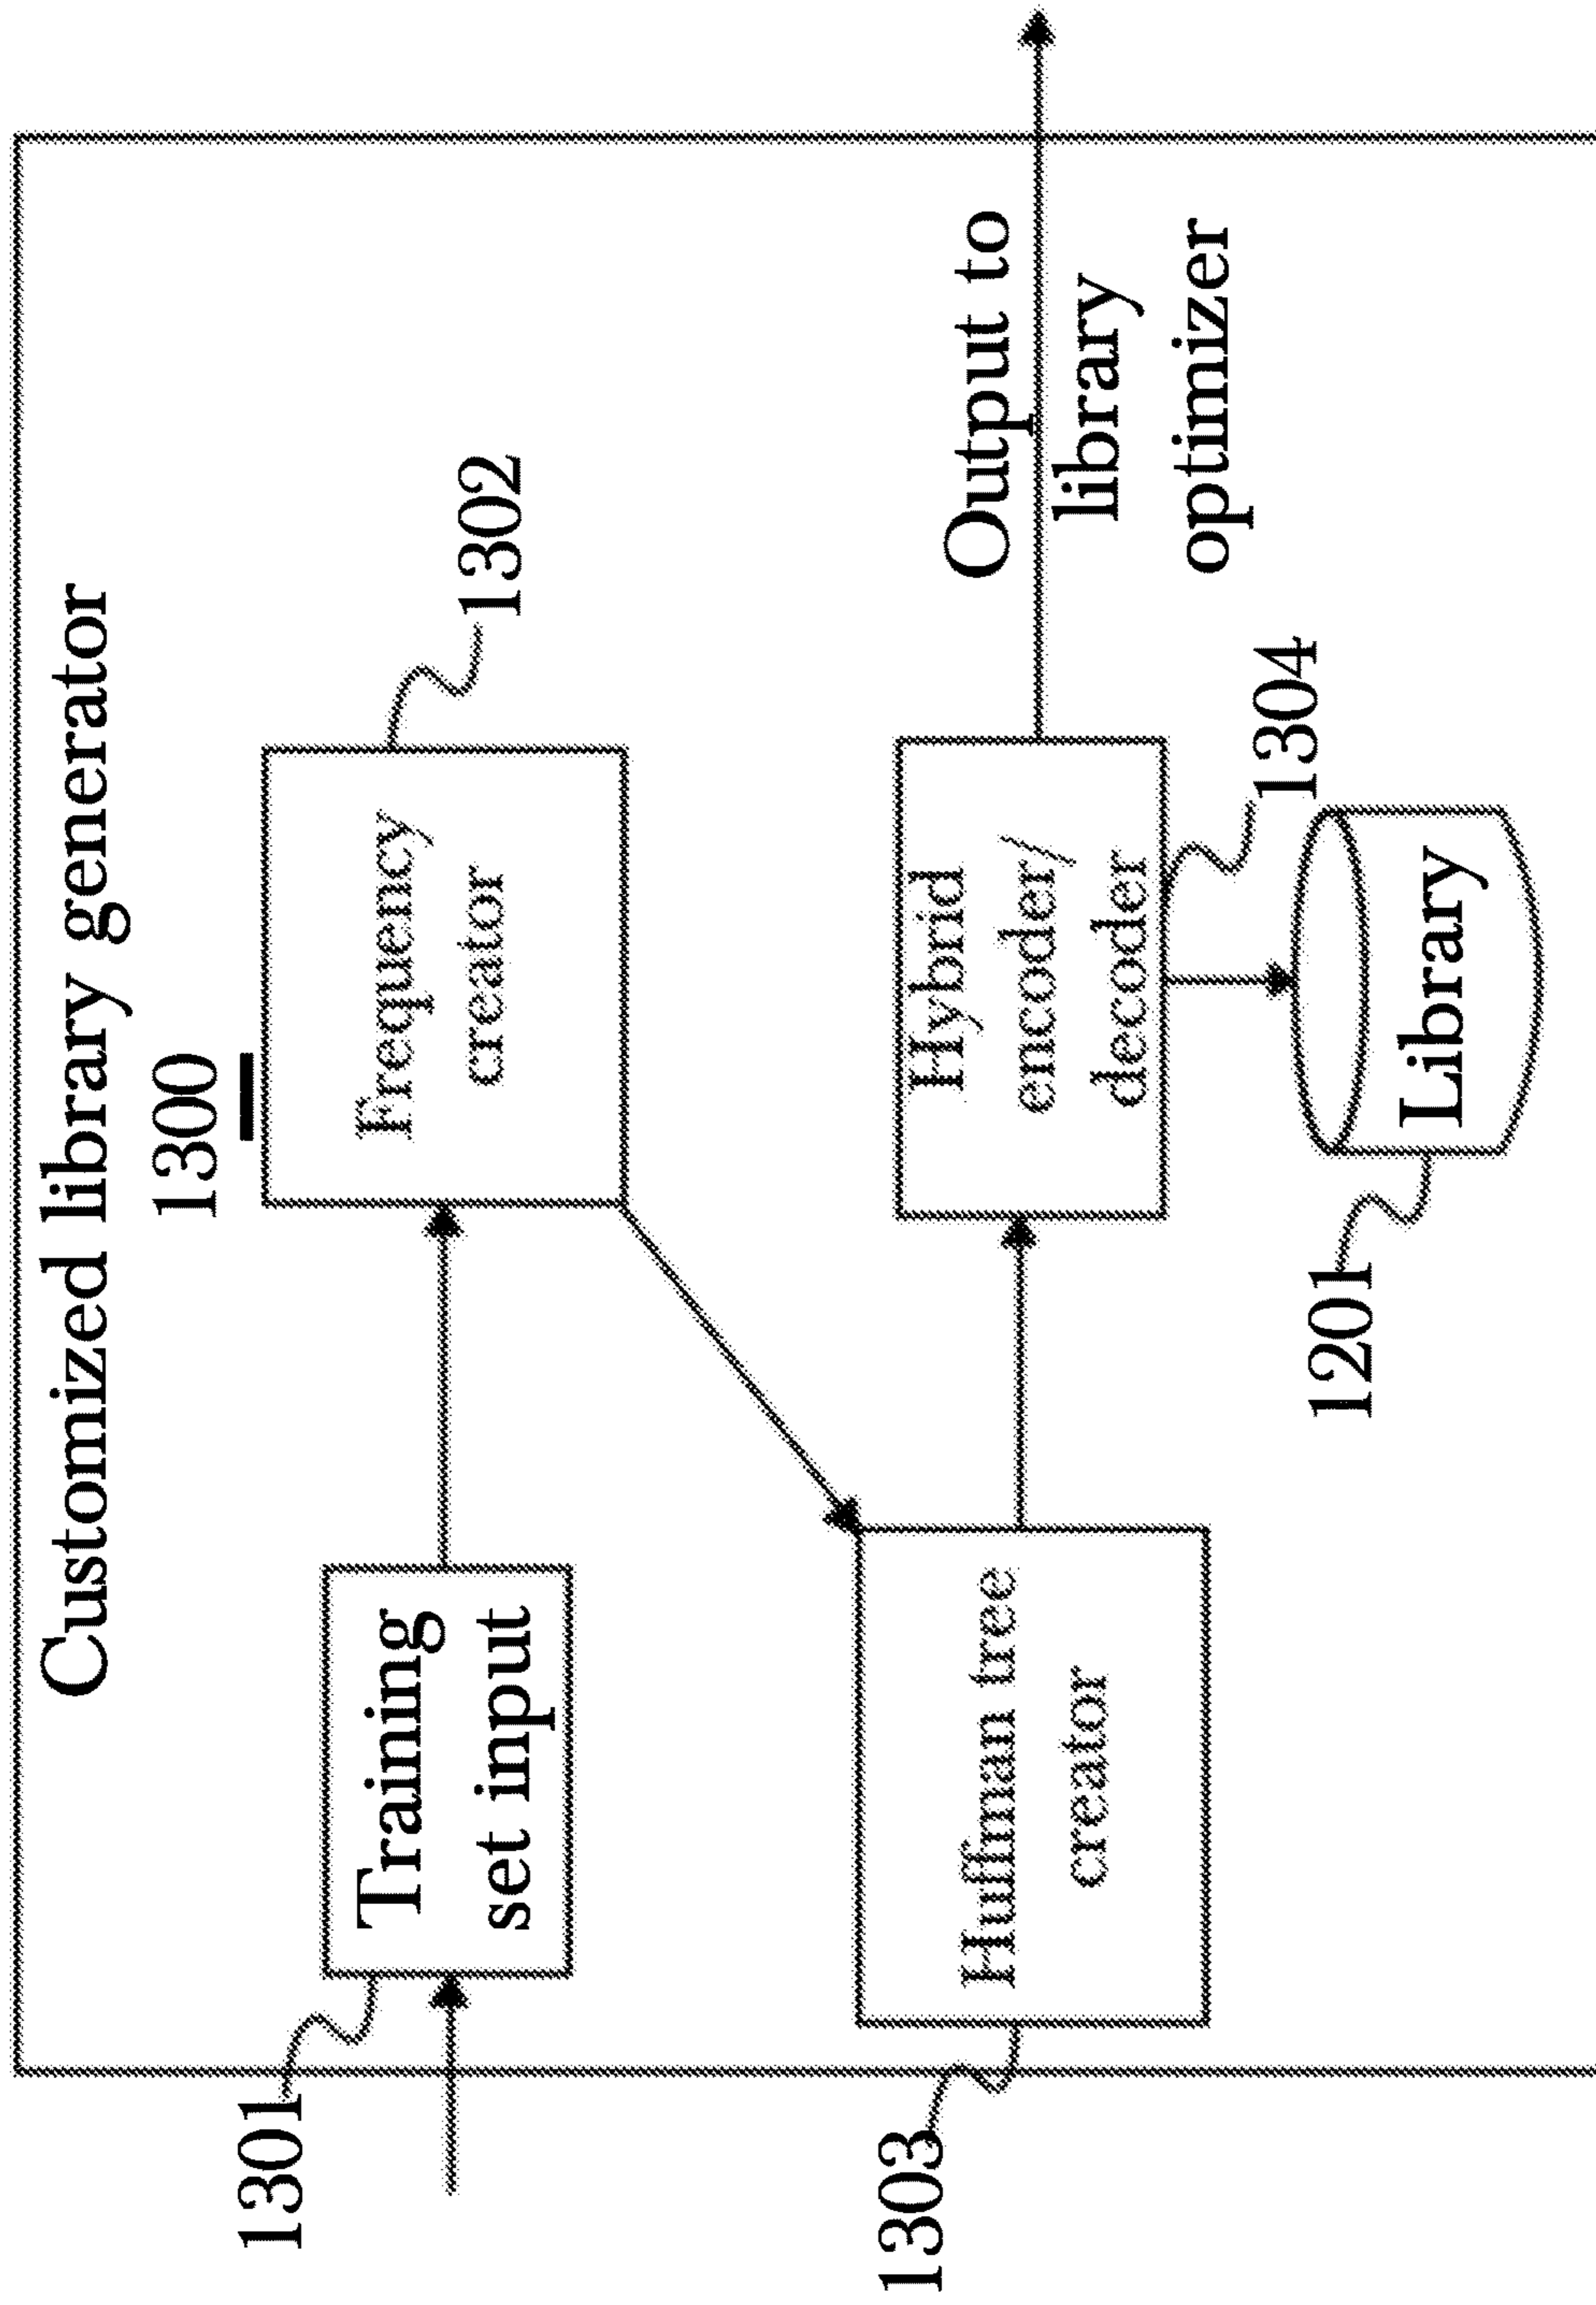 Customized library generator
1300
1301
Training
set input
Frequency
creator
1302
1303
Huffman tree
creator
Hybrid
encoder/
decoder
Output to
library
optimizer
1304
1201
Library